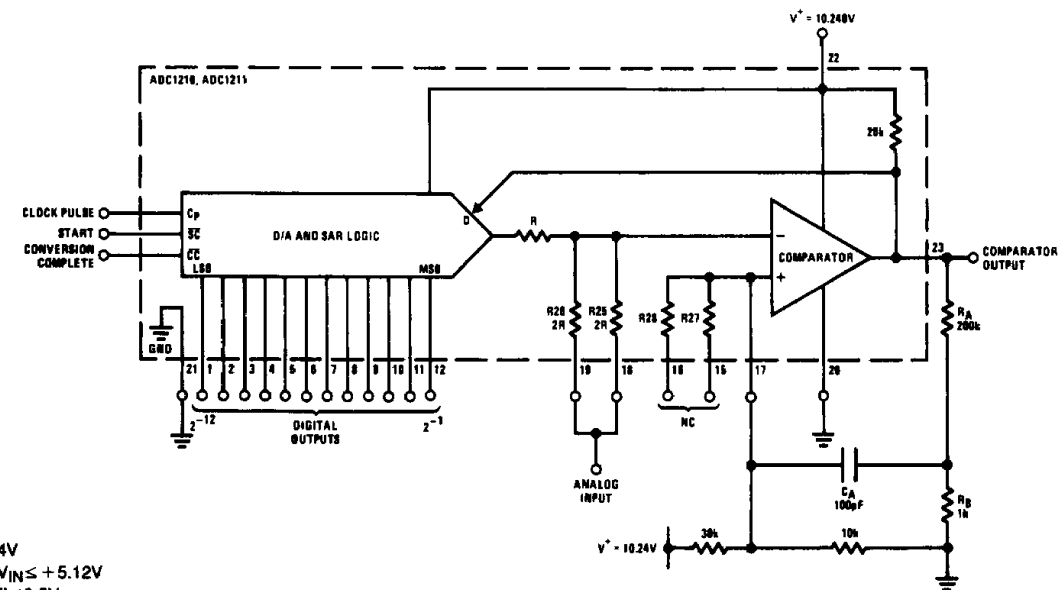 V+ = 10.240V
22
ADC1210, ADC1211
25k
CLOCK PULSE
CP
START
SC
D/A AND SAR LOGIC
D
R
CONVERSION
COMPLETE
CC
LSB
MSB
COMPARATOR
-
+
23
COMPARATOR
OUTPUT
GND
R28
2R
R25
2R
R26
R27
RA
200k
21
1
2
3
4
5
6
7
8
9
10
11
12
19
18
16
15
17
20
2-12
DIGITAL
OUTPUTS
2-1
NC
ANALOG
INPUT
CA
100pF
RB
1k
V+ = 10.24V
30k
10k
4V
VIN ≤ +5.12V